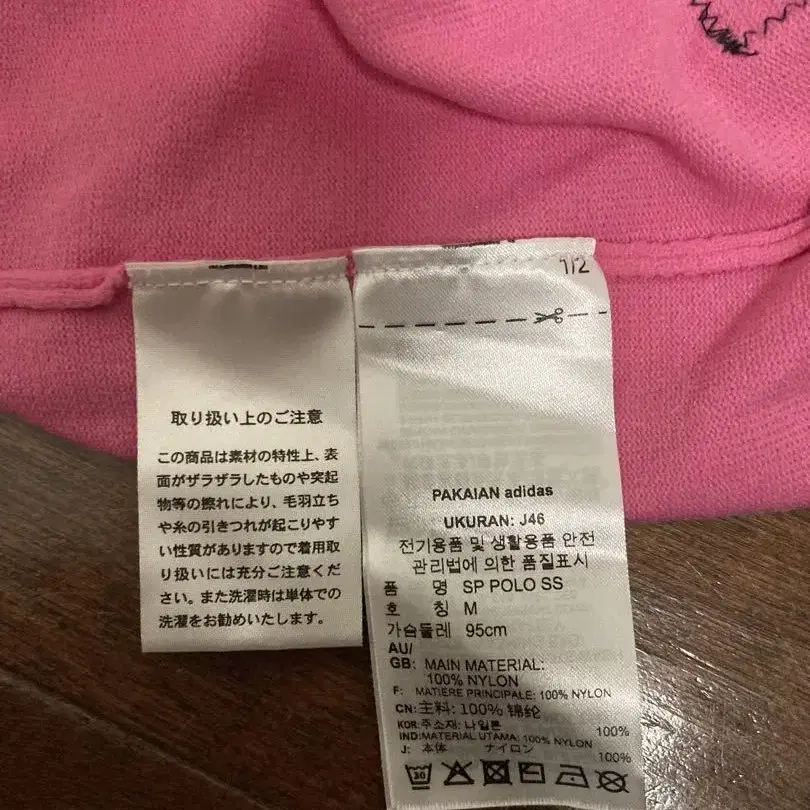 取り扱い上のご注意
この商品は素材の特性上、表
面がザラザラしたものや突起
物等の擦れにより、毛羽立ち
や糸の引きつれが起こりやす
い性質がありますので着用取
り扱いには充分ご注意くだ
さい。また洗濯時は単体での
洗濯をお勧めいたします。
1/2
PAKAIAN adidas
UKURAN: J46
전기용품 및 생활용품 안전
관리법에 의한 품질표시
품 명 SP POLO SS
호 칭 M
가슴둘레 95cm
AU/
GB: MAIN MATERIAL:
100% NYLON
F: MATIERE PRINCIPALE: 100% NYLON
CN:主料: 100% 锦纶
KOR:주소재: 나일론 100%
IND:MATERIAL UTAMA: 100% NYLON
J: 本体 ナイロン 100%
30